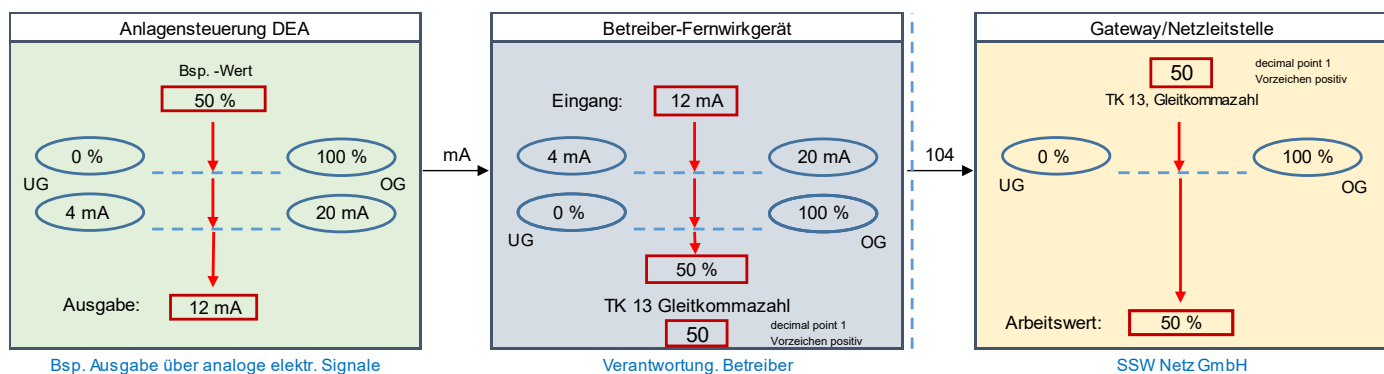 Anlagensteuerung DEA
Bsp. -Wert
50 %
0 %
100 %
UG
OG
4 mA
20 mA
Ausgabe:
12 mA
Bsp. Ausgabe über analoge elektr. Signale
mA
Betreiber-Fernwirkgerät
Eingang:
12 mA
4 mA
20 mA
0 %
100 %
UG
OG
50 %
TK 13 Gleitkommazahl
50
decimal point 1
Vorzeichen positiv
Verantwortung. Betreiber
104
Gateway/Netzleitstelle
50
decimal point 1
Vorzeichen positiv
TK 13, Gleitkommazahl
0 %
100 %
UG
OG
Arbeitswert:
50 %
SSW Netz GmbH